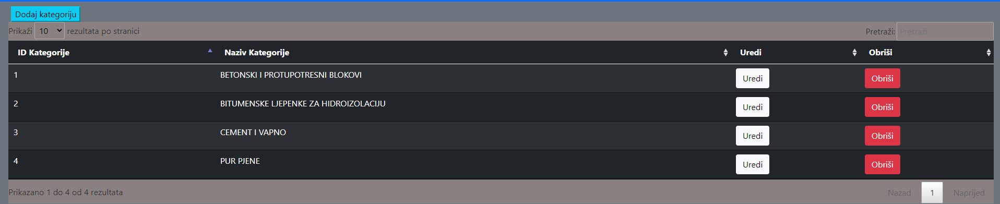 Dodaj kategoriju
Prikaži 10 rezultata po stranici Pretraži: Pretraži
ID Kategorije Naziv Kategorije Uredi Obriši
1 BETONSKI I PROTUPOTRESNI BLOKOVI Uredi Obriši
2 BITUMENSKE LJEPENKE ZA HIDROIZOLACIJU Uredi Obriši
3 CEMENT I VAPNO Uredi Obriši
4 PUR PJENE Uredi Obriši
Prikazano 1 do 4 od 4 rezultata Nazad 1 Naprijed